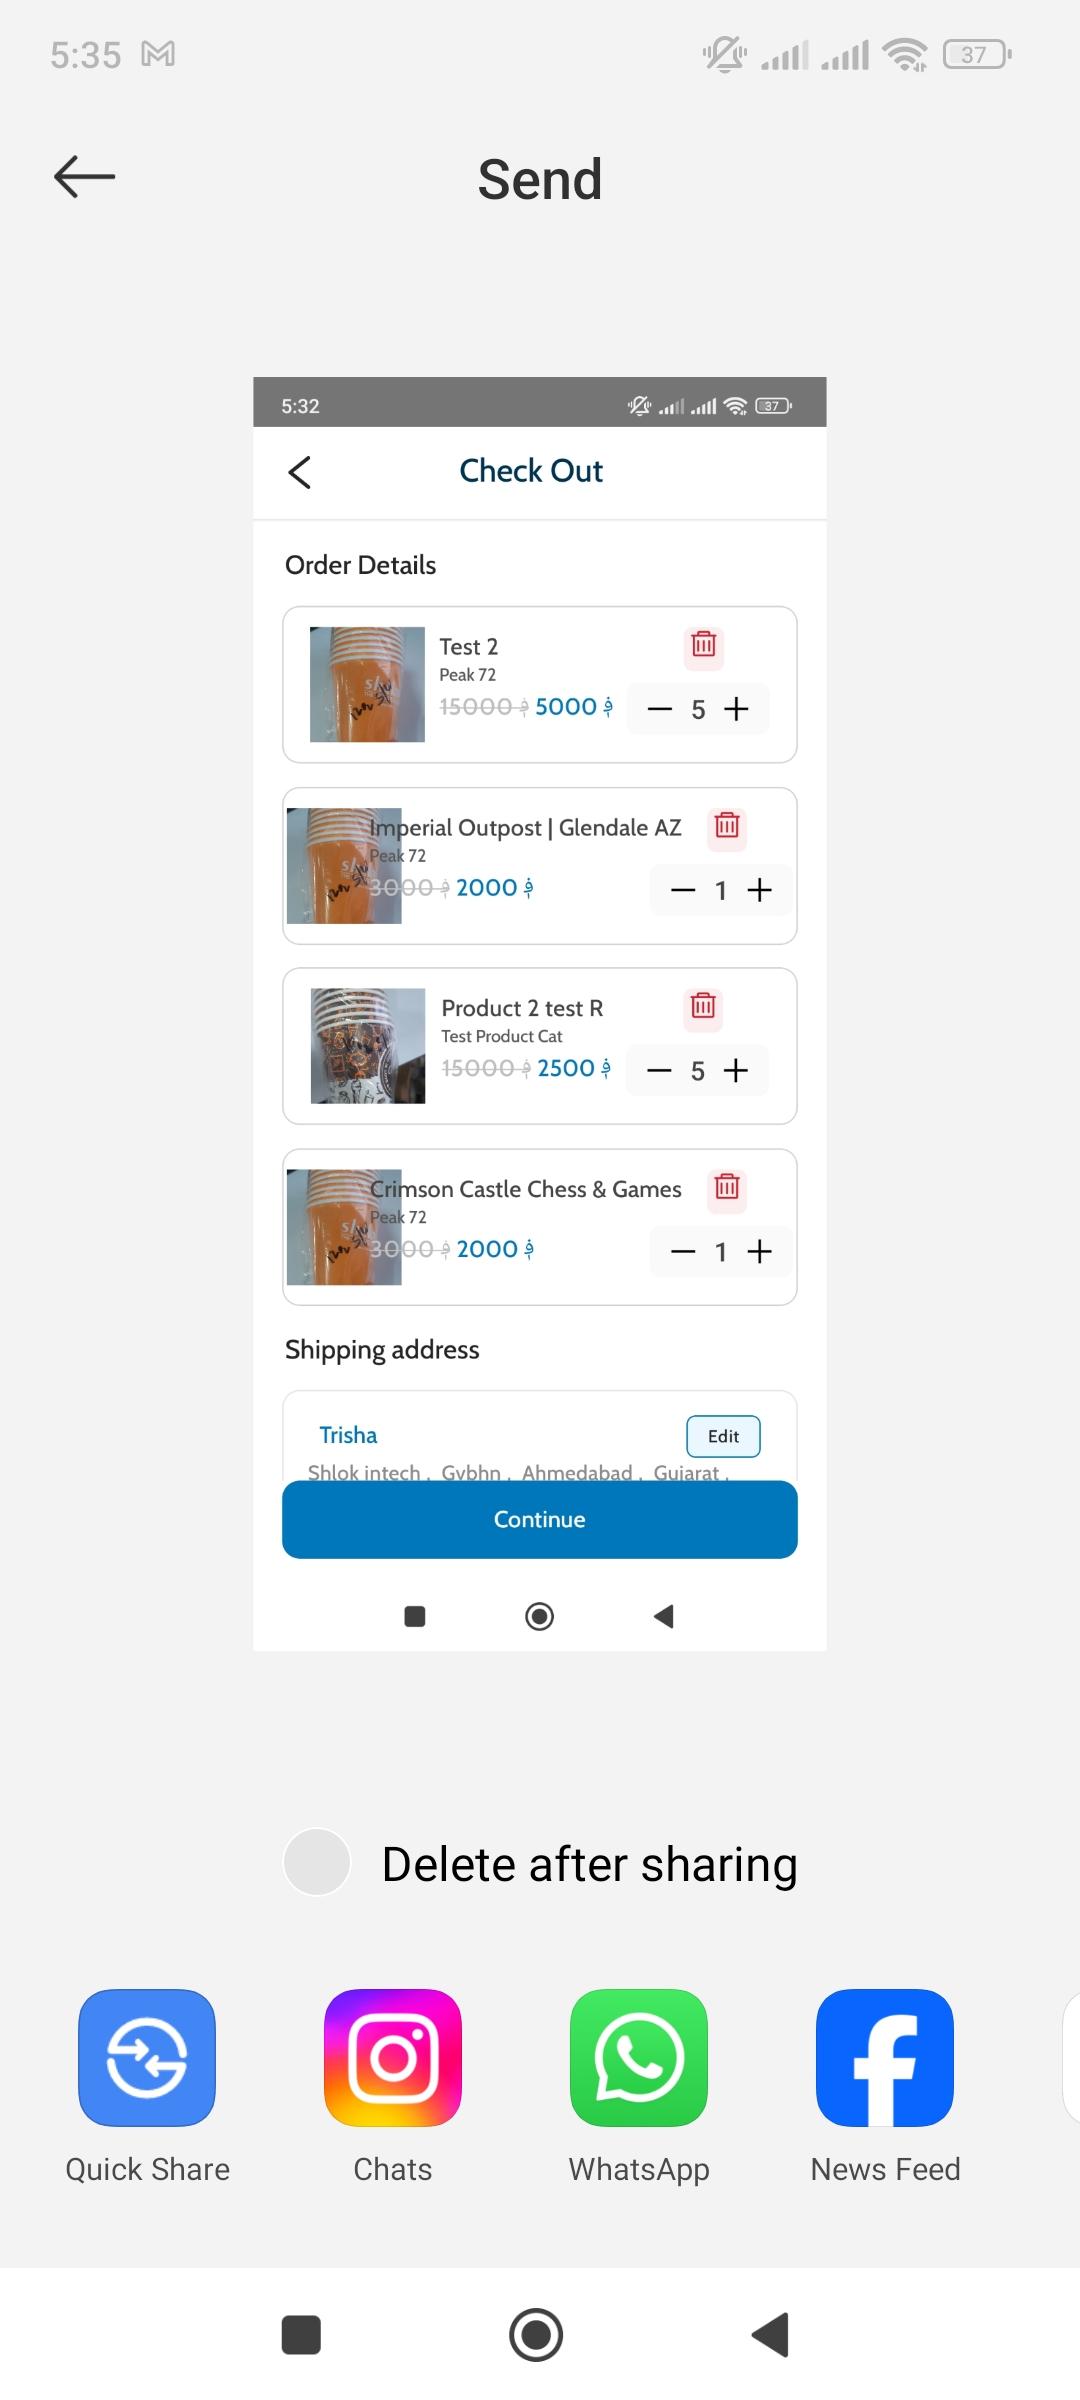 5:35
37
Send
5:32
37
Check Out
Order Details
Test 2
Peak 72
15000 ؋ 5000 ؋
5
Imperial Outpost | Glendale AZ
Peak 72
3000 ؋ 2000 ؋
1
Product 2 test R
Test Product Cat
15000 ؋ 2500 ؋
5
Crimson Castle Chess & Games
Peak 72
3000 ؋ 2000 ؋
1
Shipping address
Trisha
Edit
Shlok intech , Gvbhn , Ahmedabad , Gujarat ,
Continue
Delete after sharing
Quick Share
Chats
WhatsApp
News Feed